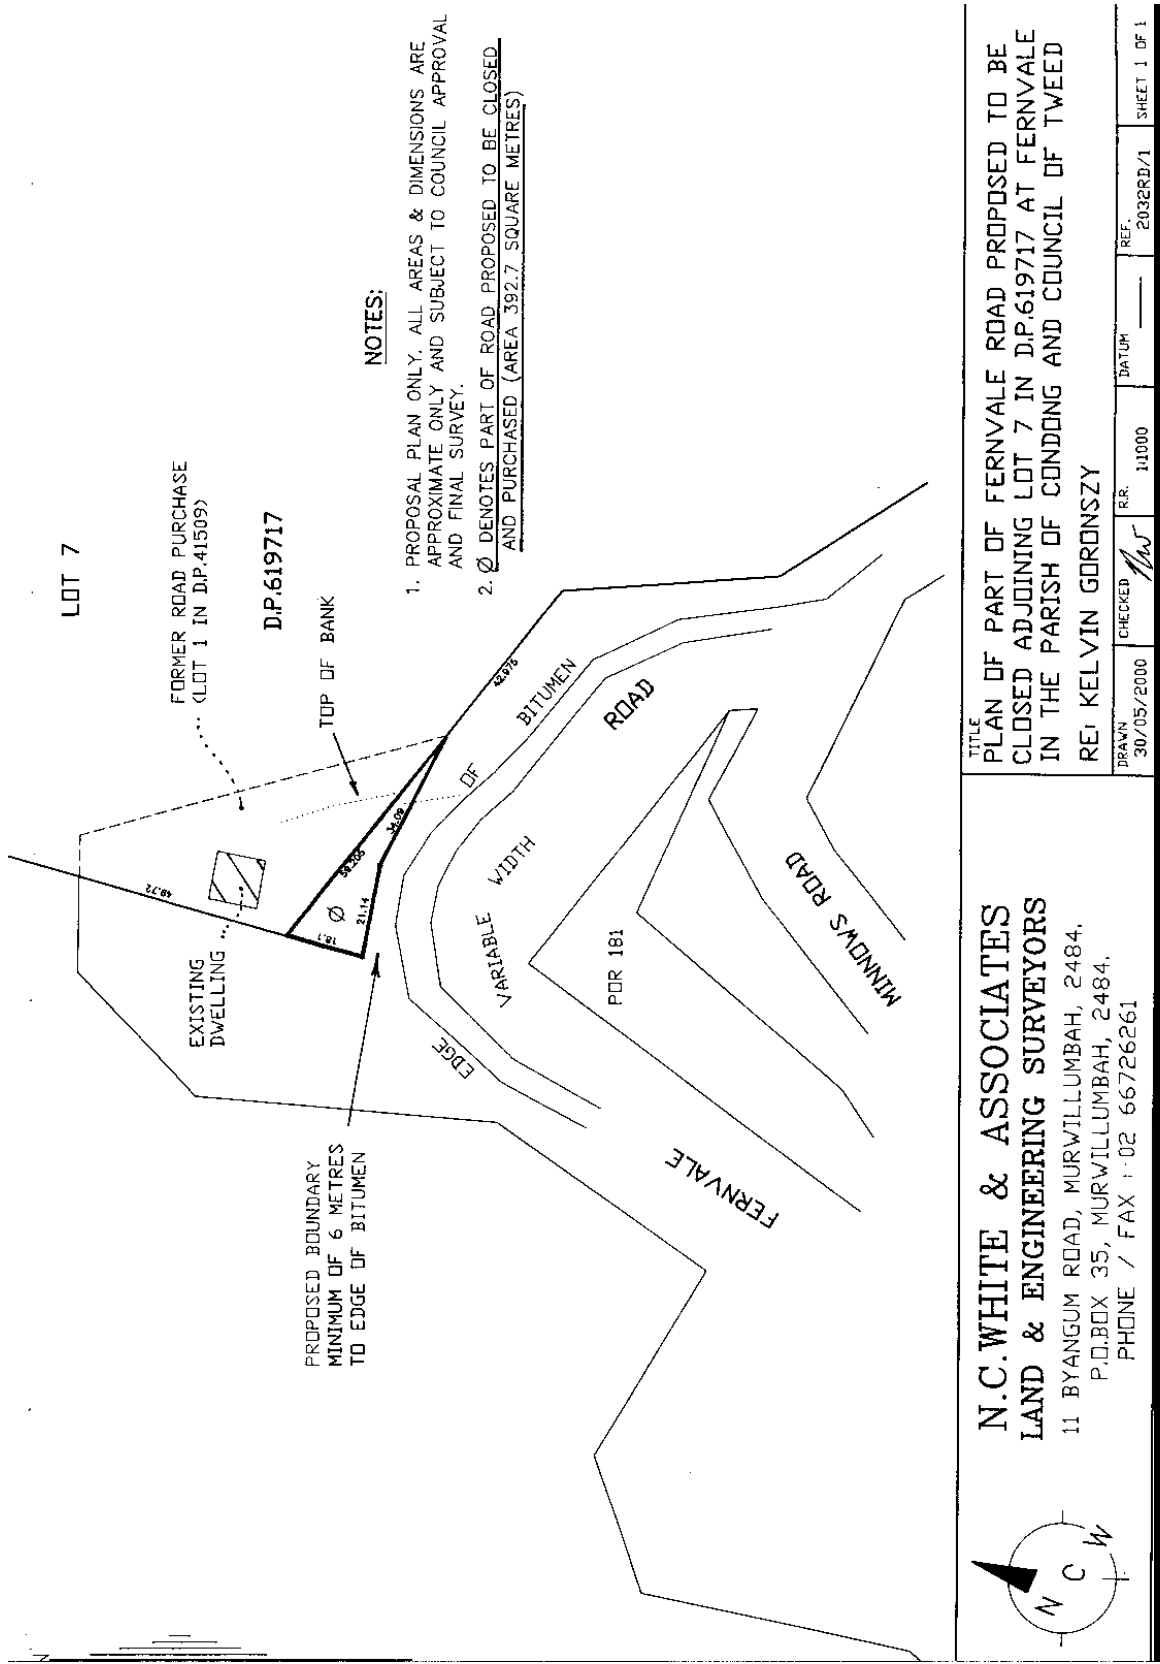 LOT 7
FORMER ROAD PURCHASE
(LOT 1 IN D.P.41509)
D.P.619717
TOP OF BANK
EXISTING
DWELLING
49.72
18.1
Ø
21.14
34.09
42.975
PROPOSED BOUNDARY
MINIMUM OF 6 METRES
TO EDGE OF BITUMEN
EDGE
OF
BITUMEN
VARIABLE
WIDTH
FERNVALE
ROAD
POR 181
MINNOWS ROAD
NOTES:
1. PROPOSAL PLAN ONLY. ALL AREAS & DIMENSIONS ARE
APPROXIMATE ONLY AND SUBJECT TO COUNCIL APPROVAL
AND FINAL SURVEY.
2. Ø DENOTES PART OF ROAD PROPOSED TO BE CLOSED
AND PURCHASED (AREA 392.7 SQUARE METRES)
N C W
N.C.WHITE & ASSOCIATES
LAND & ENGINEERING SURVEYORS
11 BYANGUM ROAD, MURWILLUMBAH, 2484.
P.O.BOX 35, MURWILLUMBAH, 2484.
PHONE / FAX : 02 66726261
TITLE
PLAN OF PART OF FERNVALE ROAD PROPOSED TO BE
CLOSED ADJOINING LOT 7 IN D.P.619717 AT FERNVALE
IN THE PARISH OF CONDONG AND COUNCIL OF TWEED
RE: KELVIN GORONSZY
DRAWN
30/05/2000
CHECKED
R.R.
1:1000
DATUM
REF.
2032RD/1
SHEET 1 OF 1